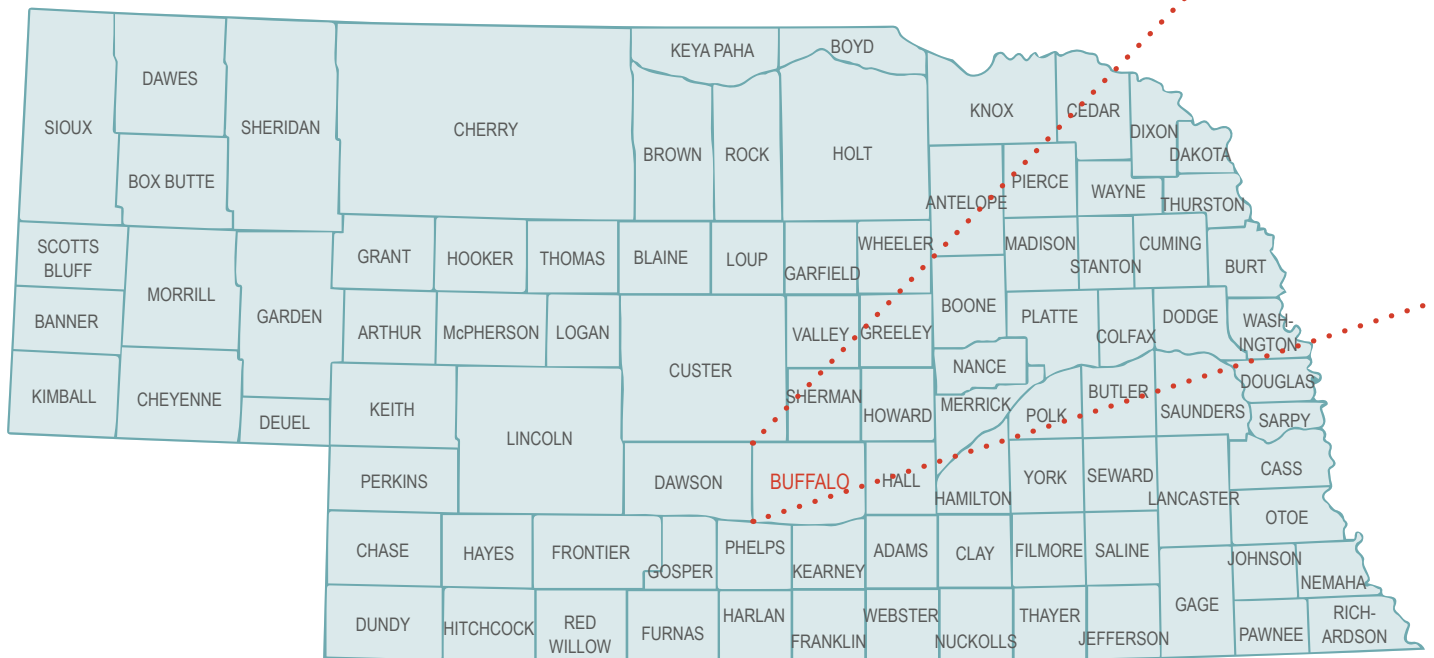 KEYA PAHA
BOYD
DAWES
SIOUX
SHERIDAN
CHERRY
KNOX
CEDAR
DIXON
BROWN
ROCK
HOLT
DAKOTA
BOX BUTTE
PIERCE
WAYNE
ANTELOPE
THURSTON
SCOTTS
BLUFF
GRANT
HOOKER
THOMAS
BLAINE
LOUP
GARFIELD
WHEELER
MADISON
STANTON
CUMING
BURT
MORRILL
GARDEN
BANNER
ARTHUR
McPHERSON
LOGAN
CUSTER
VALLEY
GREELEY
BOONE
PLATTE
COLFAX
DODGE
WASH-
INGTON
NANCE
KIMBALL
CHEYENNE
DEUEL
KEITH
LINCOLN
SHERMAN
HOWARD
MERRICK
POLK
BUTLER
SAUNDERS
DOUGLAS
SARPY
PERKINS
DAWSON
BUFFALO
HALL
HAMILTON
YORK
SEWARD
LANCASTER
CASS
OTOE
CHASE
HAYES
FRONTIER
GOSPER
PHELPS
KEARNEY
ADAMS
CLAY
FILMORE
SALINE
JOHNSON
NEMAHA
DUNDY
HITCHCOCK
RED
WILLOW
FURNAS
HARLAN
FRANKLIN
WEBSTER
NUCKOLLS
THAYER
JEFFERSON
GAGE
PAWNEE
RICH-
ARDSON